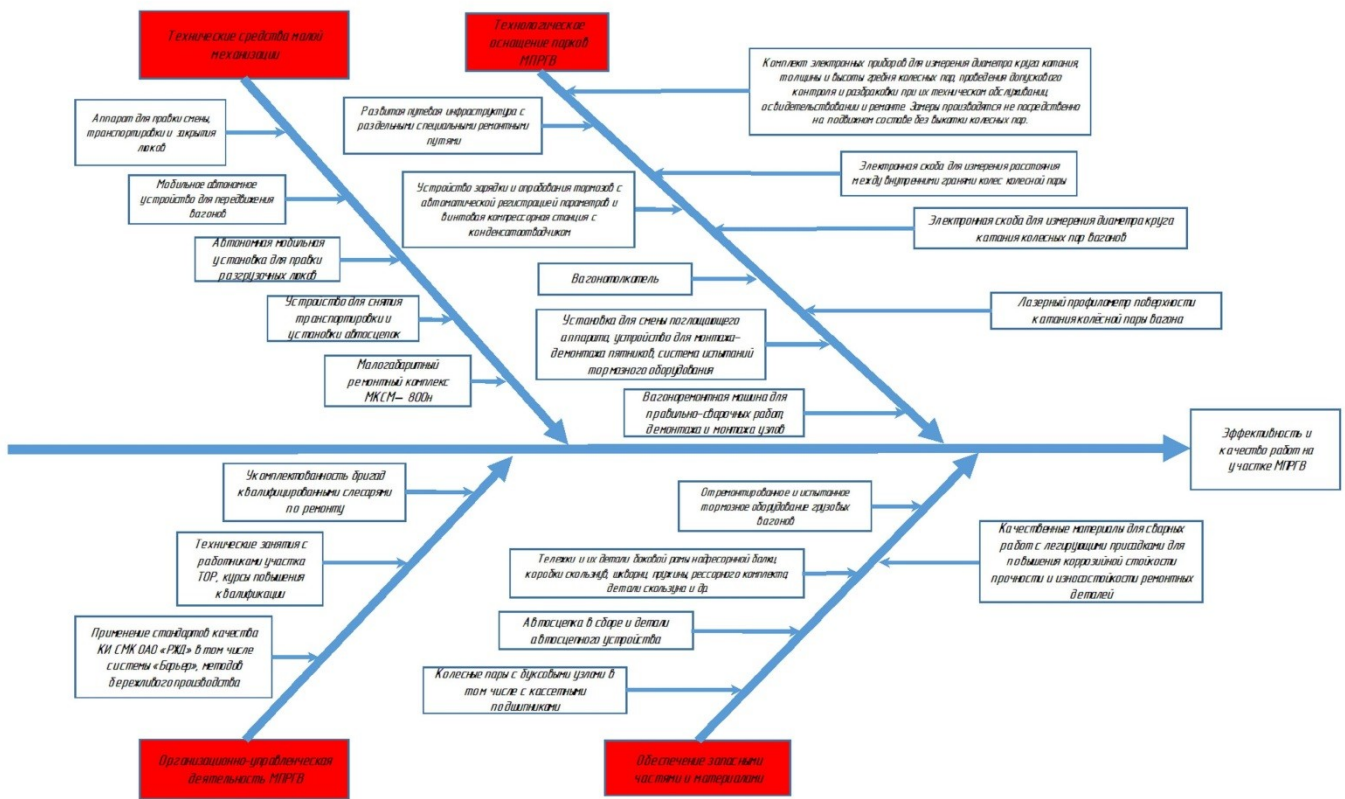 Технические средства малой
механизации
Технологическое
оснащение парков
МПРГВ
Комплект электронных приборов для измерения диаметра круга катания,
толщины и высоты гребня колесных пар, проведения допускового
контроля и разбраковки при их техническом обслуживании,
освидетельствовании и ремонте. Замеры производятся не посредственно
на подвижном составе без выкатки колесных пар.
Аппарат для правки смены,
транспортировки и закрытия
люков
Развитая путевая инфраструктура с
раздельными специальными ремонтными
путями
Мобильное автономное
устройство для передвижения
вагонов
Устройство зарядки и опробования тормозов с
автоматической регистрацией параметров и
винтовая компрессорная станция с
конденсатоотводчиком
Электронная скоба для измерения расстояния
между внутренними гранями колес колесной пары
Электронная скоба для измерения диаметра круга
катания колесных пар вагонов
Автономная мобильная
установка для правки
разгрузочных люков
Вагонотолкатель
Устройство для снятия
транспортировки и
установки автосцепок
Лазерный профилометр поверхности
катания колёсной пары вагона
Установка для смены поглощающего
аппарата, устройство для монтажа-
демонтажа пятников, система испытаний
тормозного оборудования
Малогабаритный
ремонтный комплекс
МКСМ– 800н
Вагоноремонтная машина для
правильно-сварочных работ,
демонтажа и монтажа узлов
Эффективность и
качество работ на
участке МПРГВ
Укомплектованность бригад
квалифицированными слесарями
по ремонту
Отремонтированное и испытанное
тормозное оборудование грузовых
вагонов
Технические занятия с
работниками участка
ТОР, курсы повышения
квалификации
Тележки и их детали боковой рамы надресорной балки,
коробки скользунв, шкворни, пружины, рессорного комплекта,
детали скользуна и др.
Качественные материалы для сварных
работ с легирующими присадками для
повышения коррозийной стойкости
прочности и износостойкости ремонтных
деталей
Автосцепка в сборе и детали
автосцепного устройства
Применение стандартов качества
КИ СМК ОАО «РЖД» в том числе
системы «Барьер», методов
бережливого производства
Колесные пары с буксовыми узлами в
том числе с кассетными
подшипниками
Организационно-управленческая
деятельность МПРГВ
Обеспечение запасными
частями и материалами